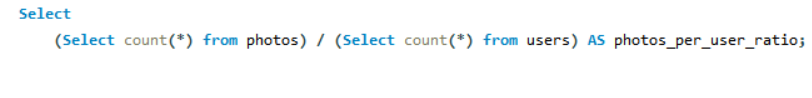 Select
(Select count(*) from photos) / (Select count(*) from users) AS photos_per_user_ratio;